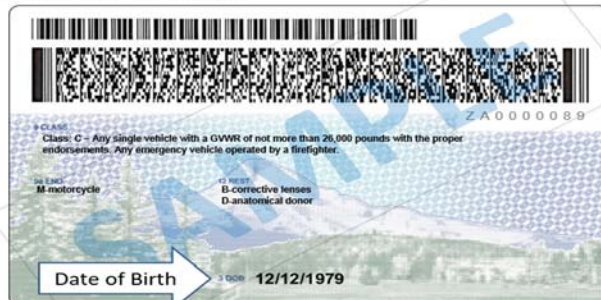 ZA0000089
9 CLASS
Class: C – Any single vehicle with a GVWR of not more than 26,000 pounds with the proper
endorsements. Any emergency vehicle operated by a firefighter.
9a END 12 REST
M-motorcycle B-corrective lenses
D-anatomical donor
SAMPLE
Date of Birth 3 DOB 12/12/1979